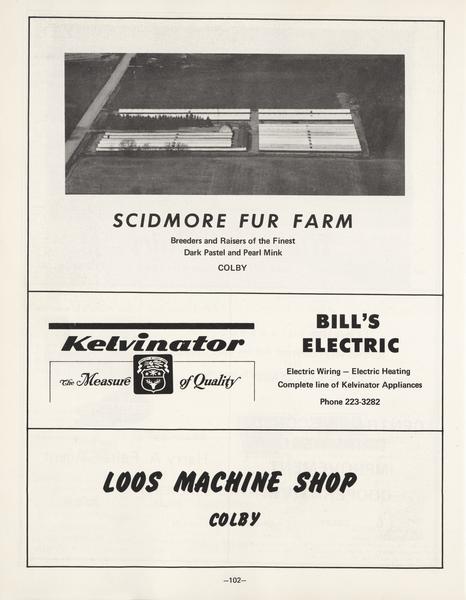 SCIDMORE FUR FARM
Breeders and Raisers of the Finest
Dark Pastel and Pearl Mink
COLBY
Kelvinator
The Measure of Quality
BILL'S
ELECTRIC
Electric Wiring — Electric Heating
Complete line of Kelvinator Appliances
Phone 223-3282
LOOS MACHINE SHOP
COLBY
—102—